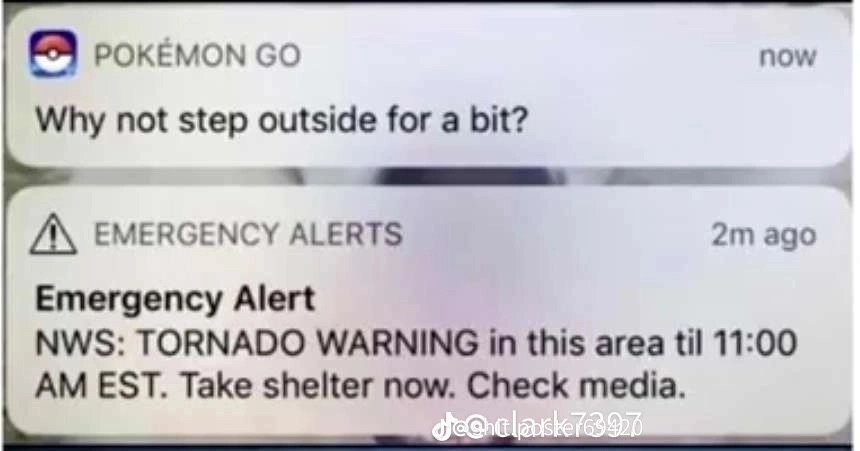 POKÉMON GO now
Why not step outside for a bit?
EMERGENCY ALERTS 2m ago
Emergency Alert
NWS: TORNADO WARNING in this area til 11:00
AM EST. Take shelter now. Check media.
@clark7397